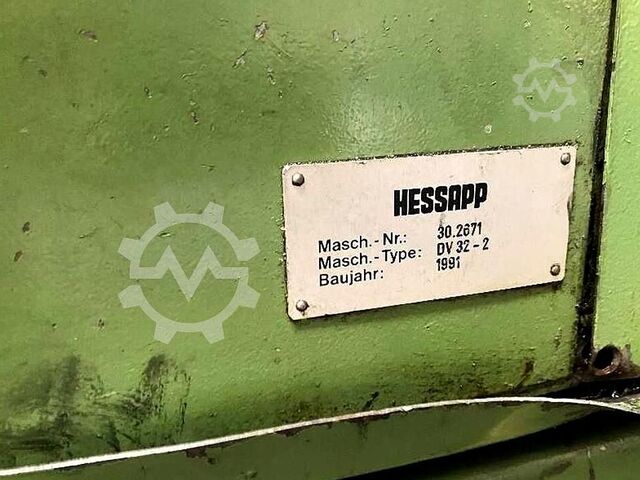 HESSAPP
Masch.-Nr.: 30.2671
Masch.-Type: DV 32-2
Baujahr: 1991